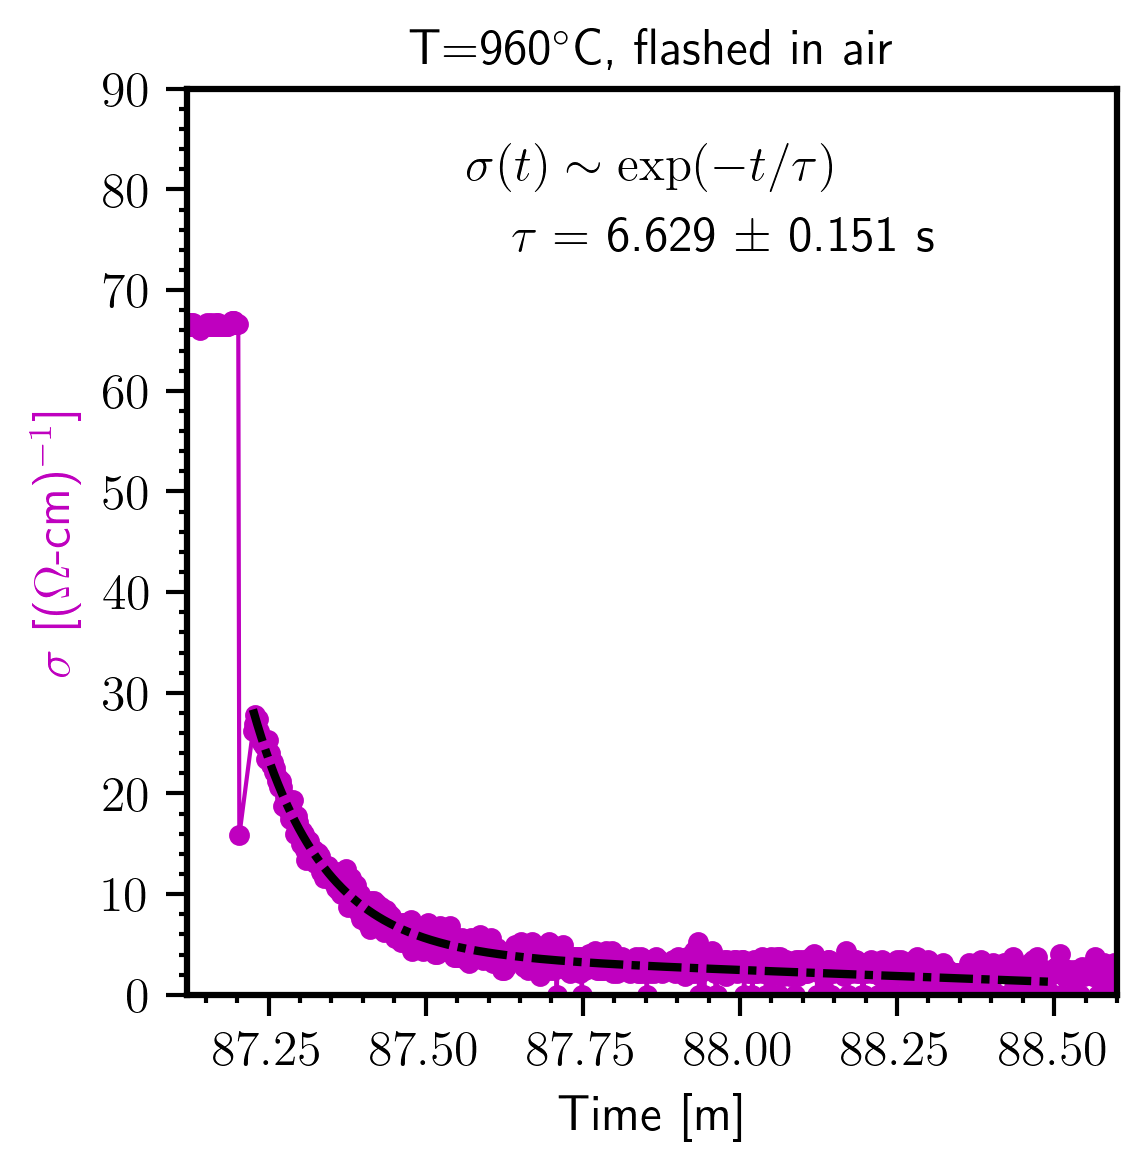 T=960°C, flashed in air
σ(t) ∼ exp(−t/τ)
τ = 6.629 ± 0.151 s
90
80
70
60
50
40
30
20
10
0
σ [(Ω-cm)⁻¹]
87.25 87.50 87.75 88.00 88.25 88.50
Time [m]